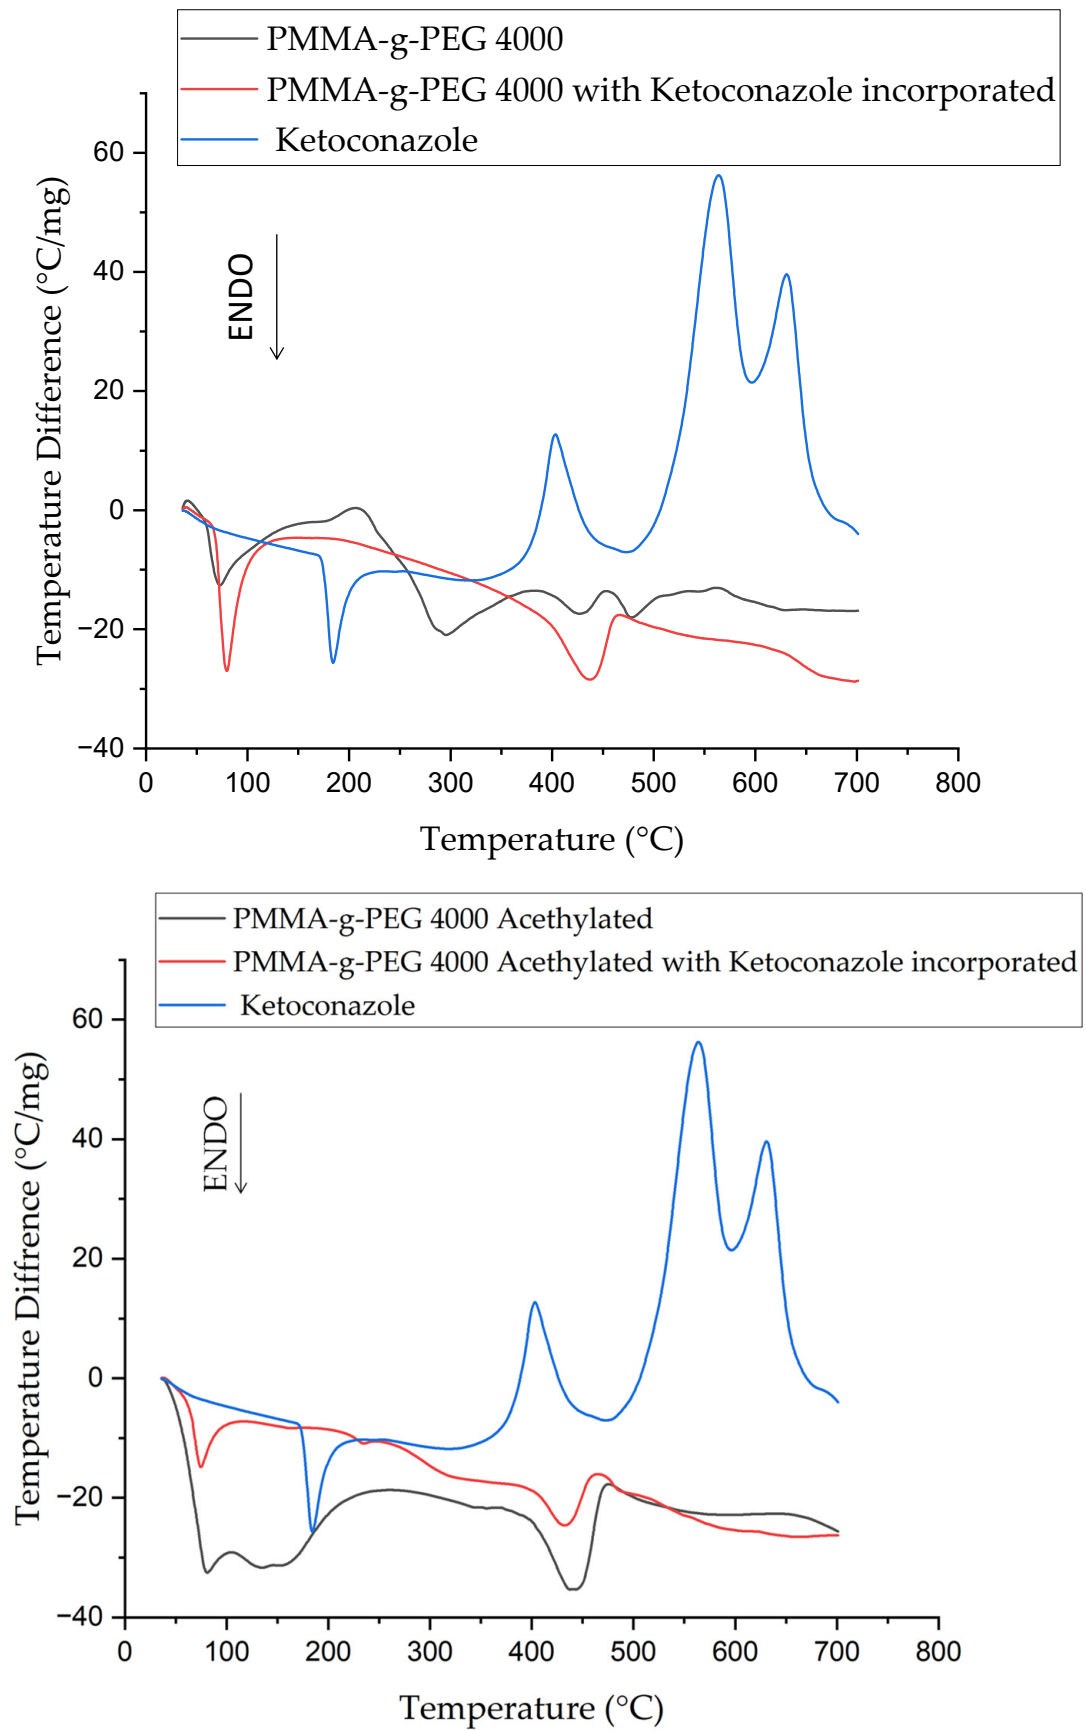 PMMA-g-PEG 4000
PMMA-g-PEG 4000 with Ketoconazole incorporated
Ketoconazole
60
40
20
0
−20
−40
Temperature Difference (°C/mg)
ENDO
0 100 200 300 400 500 600 700 800
Temperature (°C)
PMMA-g-PEG 4000 Acethylated
PMMA-g-PEG 4000 Acethylated with Ketoconazole incorporated
Ketoconazole
60
40
20
0
−20
−40
Temperature Diffrence (°C/mg)
ENDO
0 100 200 300 400 500 600 700 800
Temperature (°C)